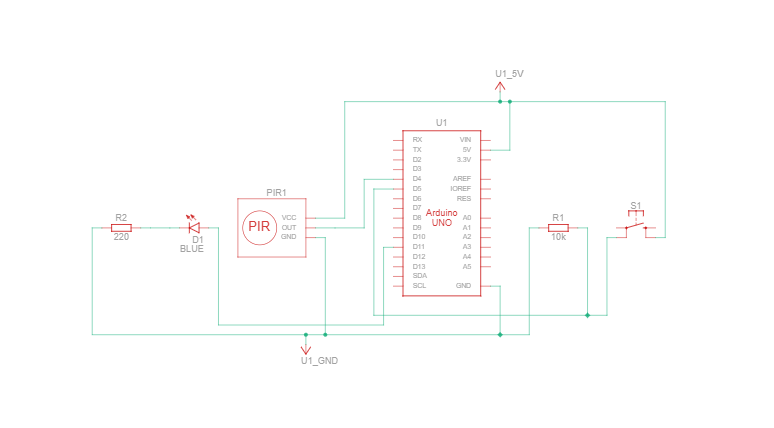 U1_5V
U1
RX
TX
D2
D3
D4
D5
D6
D7
D8
D9
D10
D11
D12
D13
SDA
SCL
VIN
5V
3.3V
AREF
IOREF
RES
A0
A1
A2
A3
A4
A5
GND
Arduino
UNO
PIR1
PIR
VCC
OUT
GND
R2
220
D1
BLUE
R1
10k
S1
U1_GND